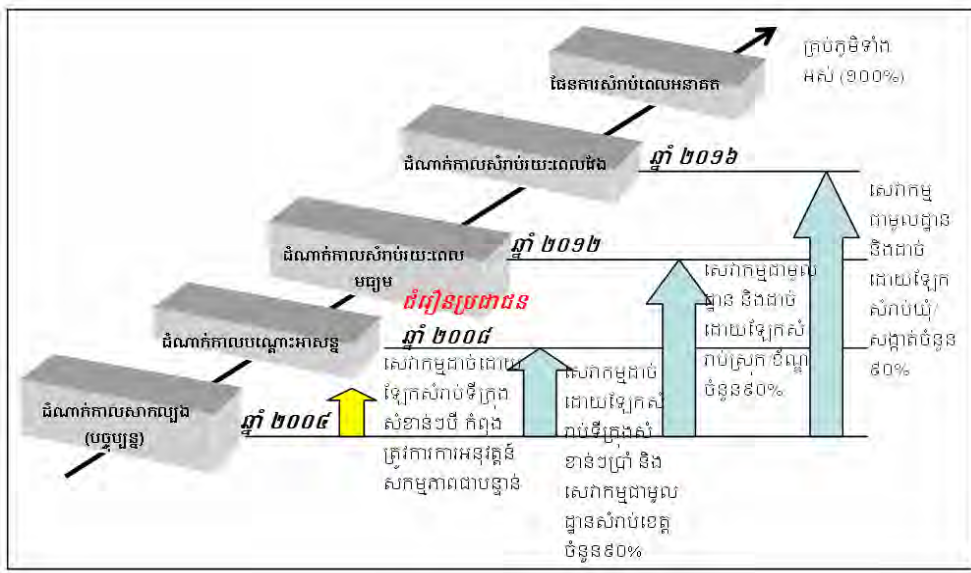 គ្រប់ភូមិទាំង
អស់ (១០០%)
ផែនការសំរាប់ពេលអនាគត
ដំណាក់កាលសំរាប់រយៈពេលវែង
ឆ្នាំ ២០១៦
សេវាកម្ម
ជាមូលដ្ឋាន
និងដាច់
ដោយឡែក
សំរាប់ឃុំ/
សង្កាត់ចំនួន
៩០%
ដំណាក់កាលសំរាប់រយៈពេល
មធ្យម
ឆ្នាំ ២០១២
សេវាកម្មជាមូល
ដ្ឋាន និងដាច់
ដោយឡែកសំ
រាប់ស្រុក/ខ័ណ្ឌ
ចំនួន៩០%
ជំរឿនប្រជាជន
ដំណាក់កាលបណ្តោះអាសន្ន
ឆ្នាំ ២០០៨
សេវាកម្មដាច់
ដោយឡែកសំ
រាប់ទីក្រុងសំ
ខាន់ៗប្រាំ និង
សេវាកម្មជាមូល
ដ្ឋានសំរាប់ខេត្ត
ចំនួន៩០%
ដំណាក់កាលសាកល្បង
(បច្ចុប្បន្ន)
ឆ្នាំ ២០០៤
សេវាកម្មដាច់ដោយ
ឡែកសំរាប់ទីក្រុង
សំខាន់ៗបី កំពុង
ត្រូវការការអនុវត្តន៍
សកម្មភាពជាបន្ទាន់